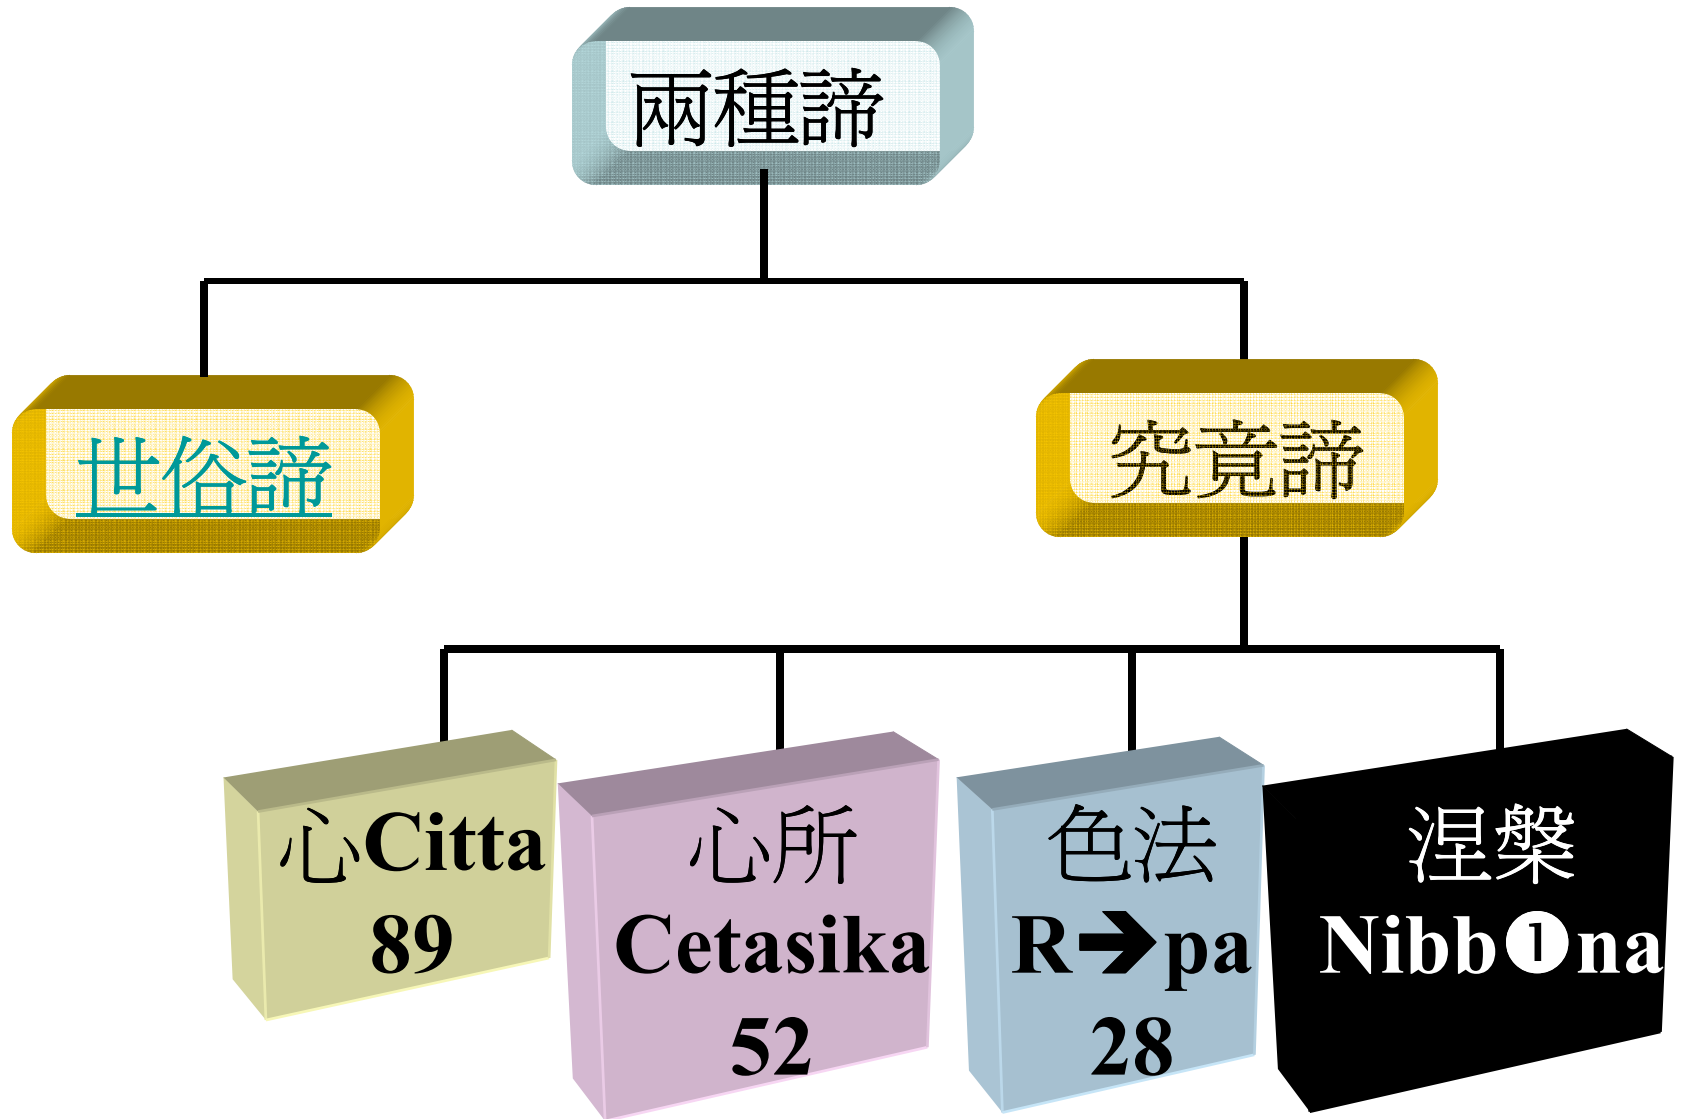 兩種諦
世俗諦
究竟諦
心Citta
89
心所
Cetasika
52
色法
R➔pa
28
涅槃
Nibb❶na